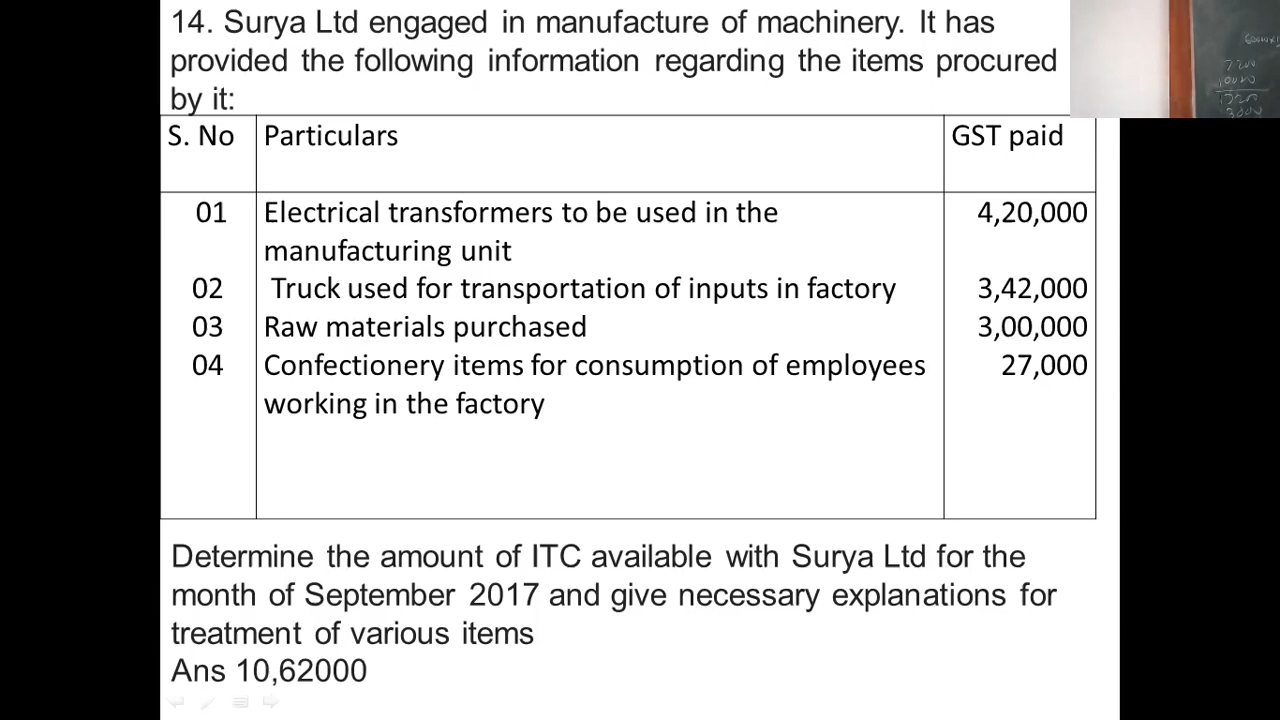 14. Surya Ltd engaged in manufacture of machinery. It has
provided the following information regarding the items procured
by it:
S. No Particulars GST paid
01 Electrical transformers to be used in the 4,20,000
manufacturing unit
02 Truck used for transportation of inputs in factory 3,42,000
03 Raw materials purchased 3,00,000
04 Confectionery items for consumption of employees 27,000
working in the factory
Determine the amount of ITC available with Surya Ltd for the
month of September 2017 and give necessary explanations for
treatment of various items
Ans 10,62000